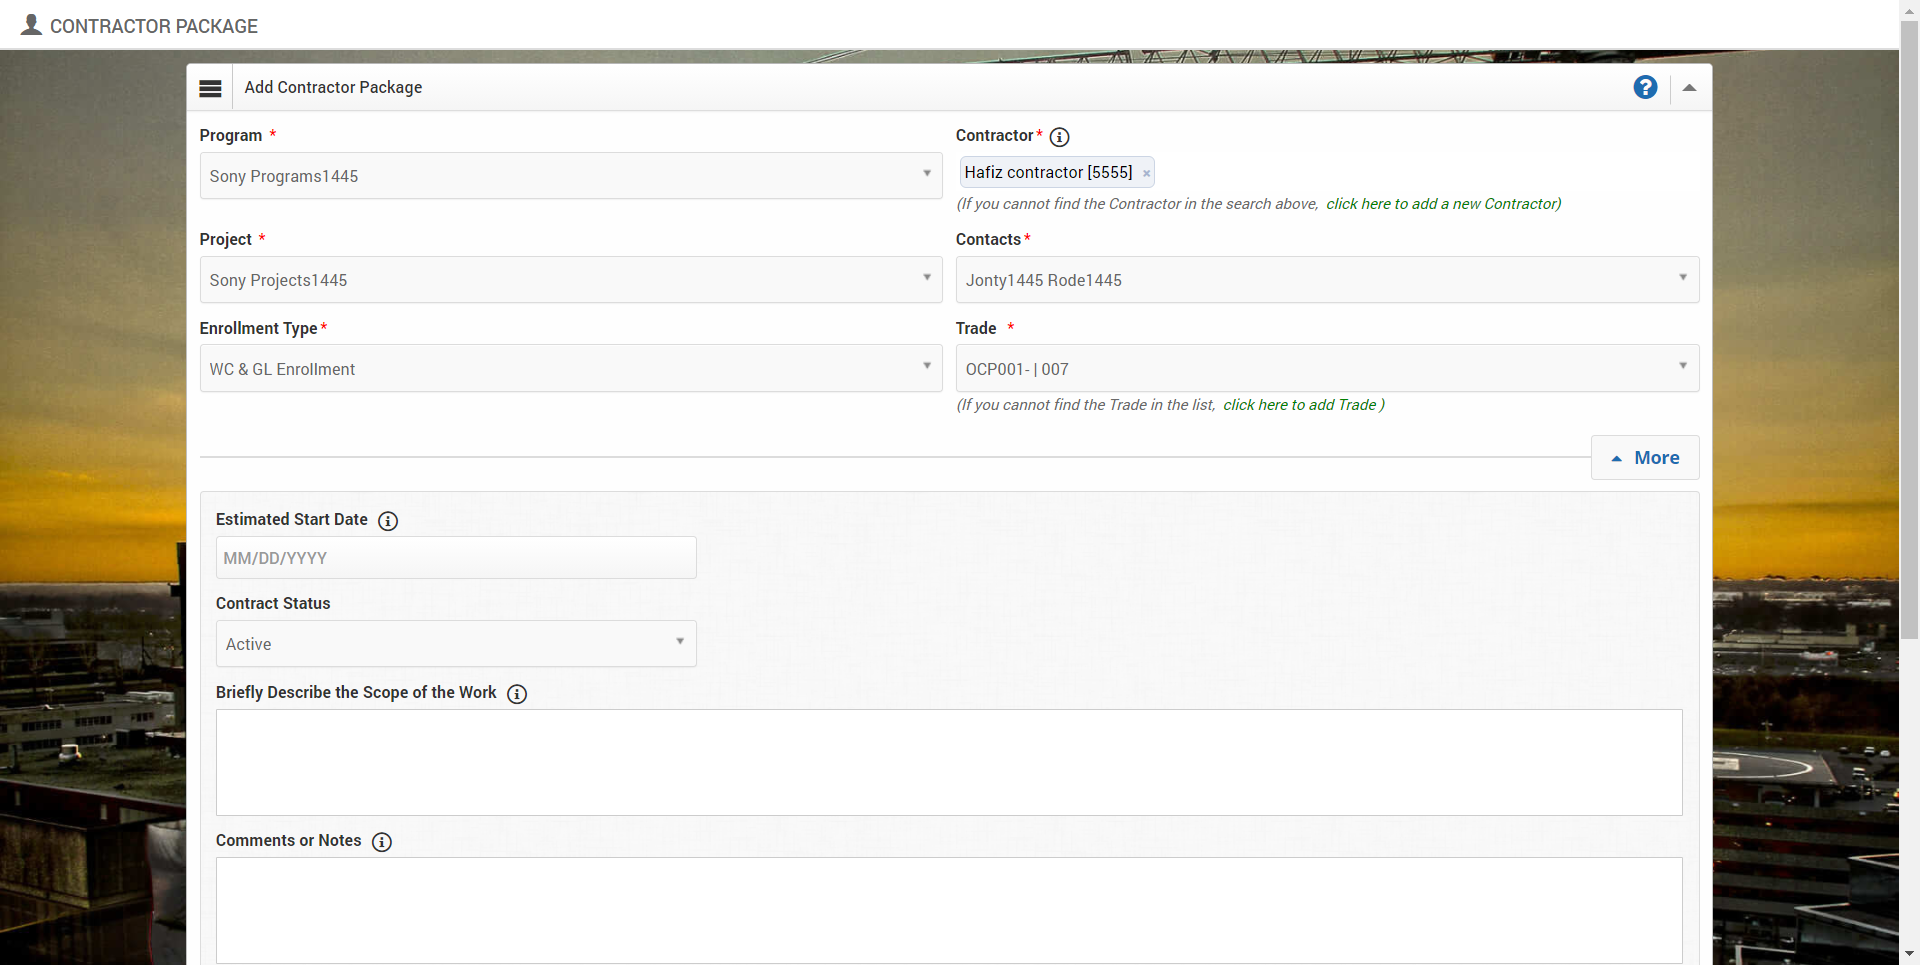 CONTRACTOR PACKAGE
Add Contractor Package
?
Program *
Sony Programs1445
Contractor *
Hafiz contractor [5555] ×
(If you cannot find the Contractor in the search above, click here to add a new Contractor)
Project *
Sony Projects1445
Contacts *
Jonty1445 Rode1445
Enrollment Type *
WC & GL Enrollment
Trade *
OCP001- | 007
(If you cannot find the Trade in the list, click here to add Trade )
More
Estimated Start Date
MM/DD/YYYY
Contract Status
Active
Briefly Describe the Scope of the Work
Comments or Notes